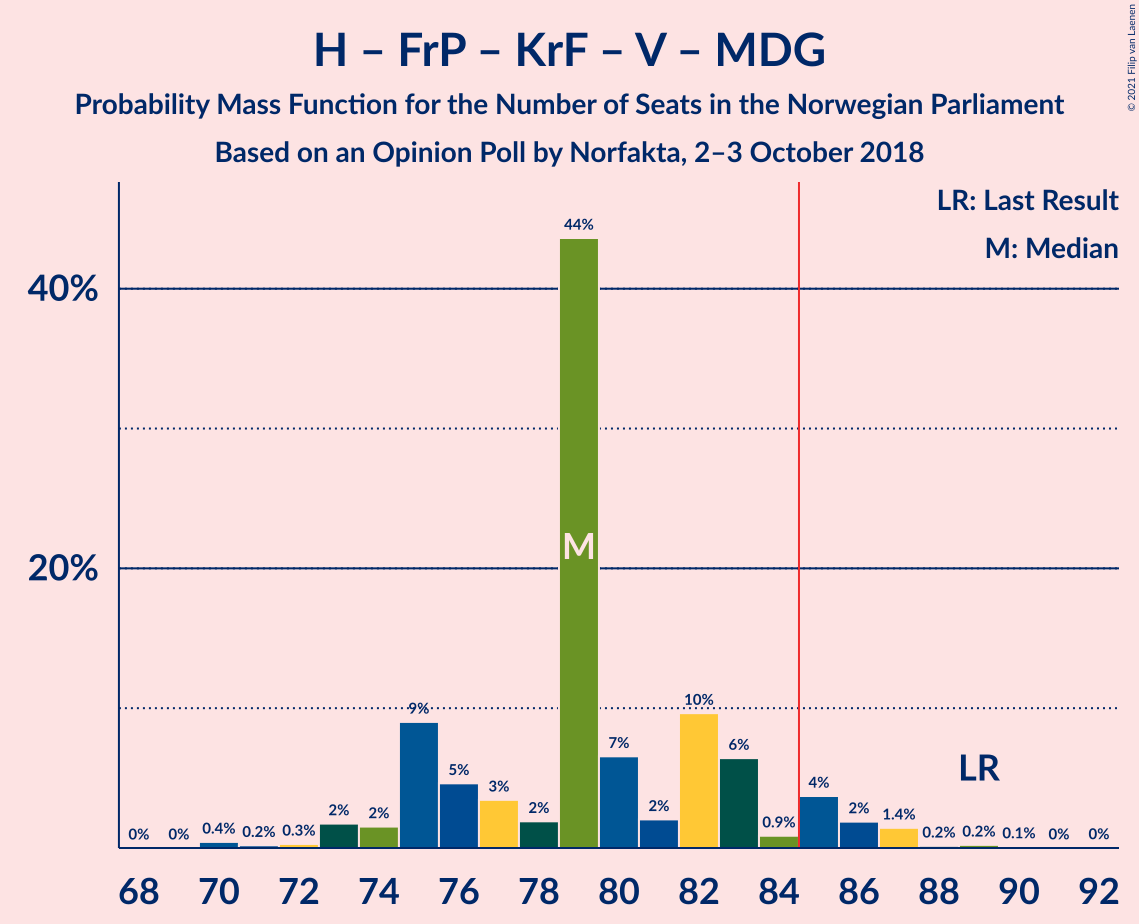 H – FrP – KrF – V – MDG
Probability Mass Function for the Number of Seats in the Norwegian Parliament
Based on an Opinion Poll by Norfakta, 2–3 October 2018
© 2021 Filip van Laenen
LR: Last Result
M: Median
40%
20%
0% 0% 0.4% 0.2% 0.3% 2% 2% 9% 5% 3% 2% 44% 7% 2% 10% 6% 0.9% 4% 2% 1.4% 0.2% 0.2% 0.1% 0% 0%
M
LR
68 70 72 74 76 78 80 82 84 86 88 90 92